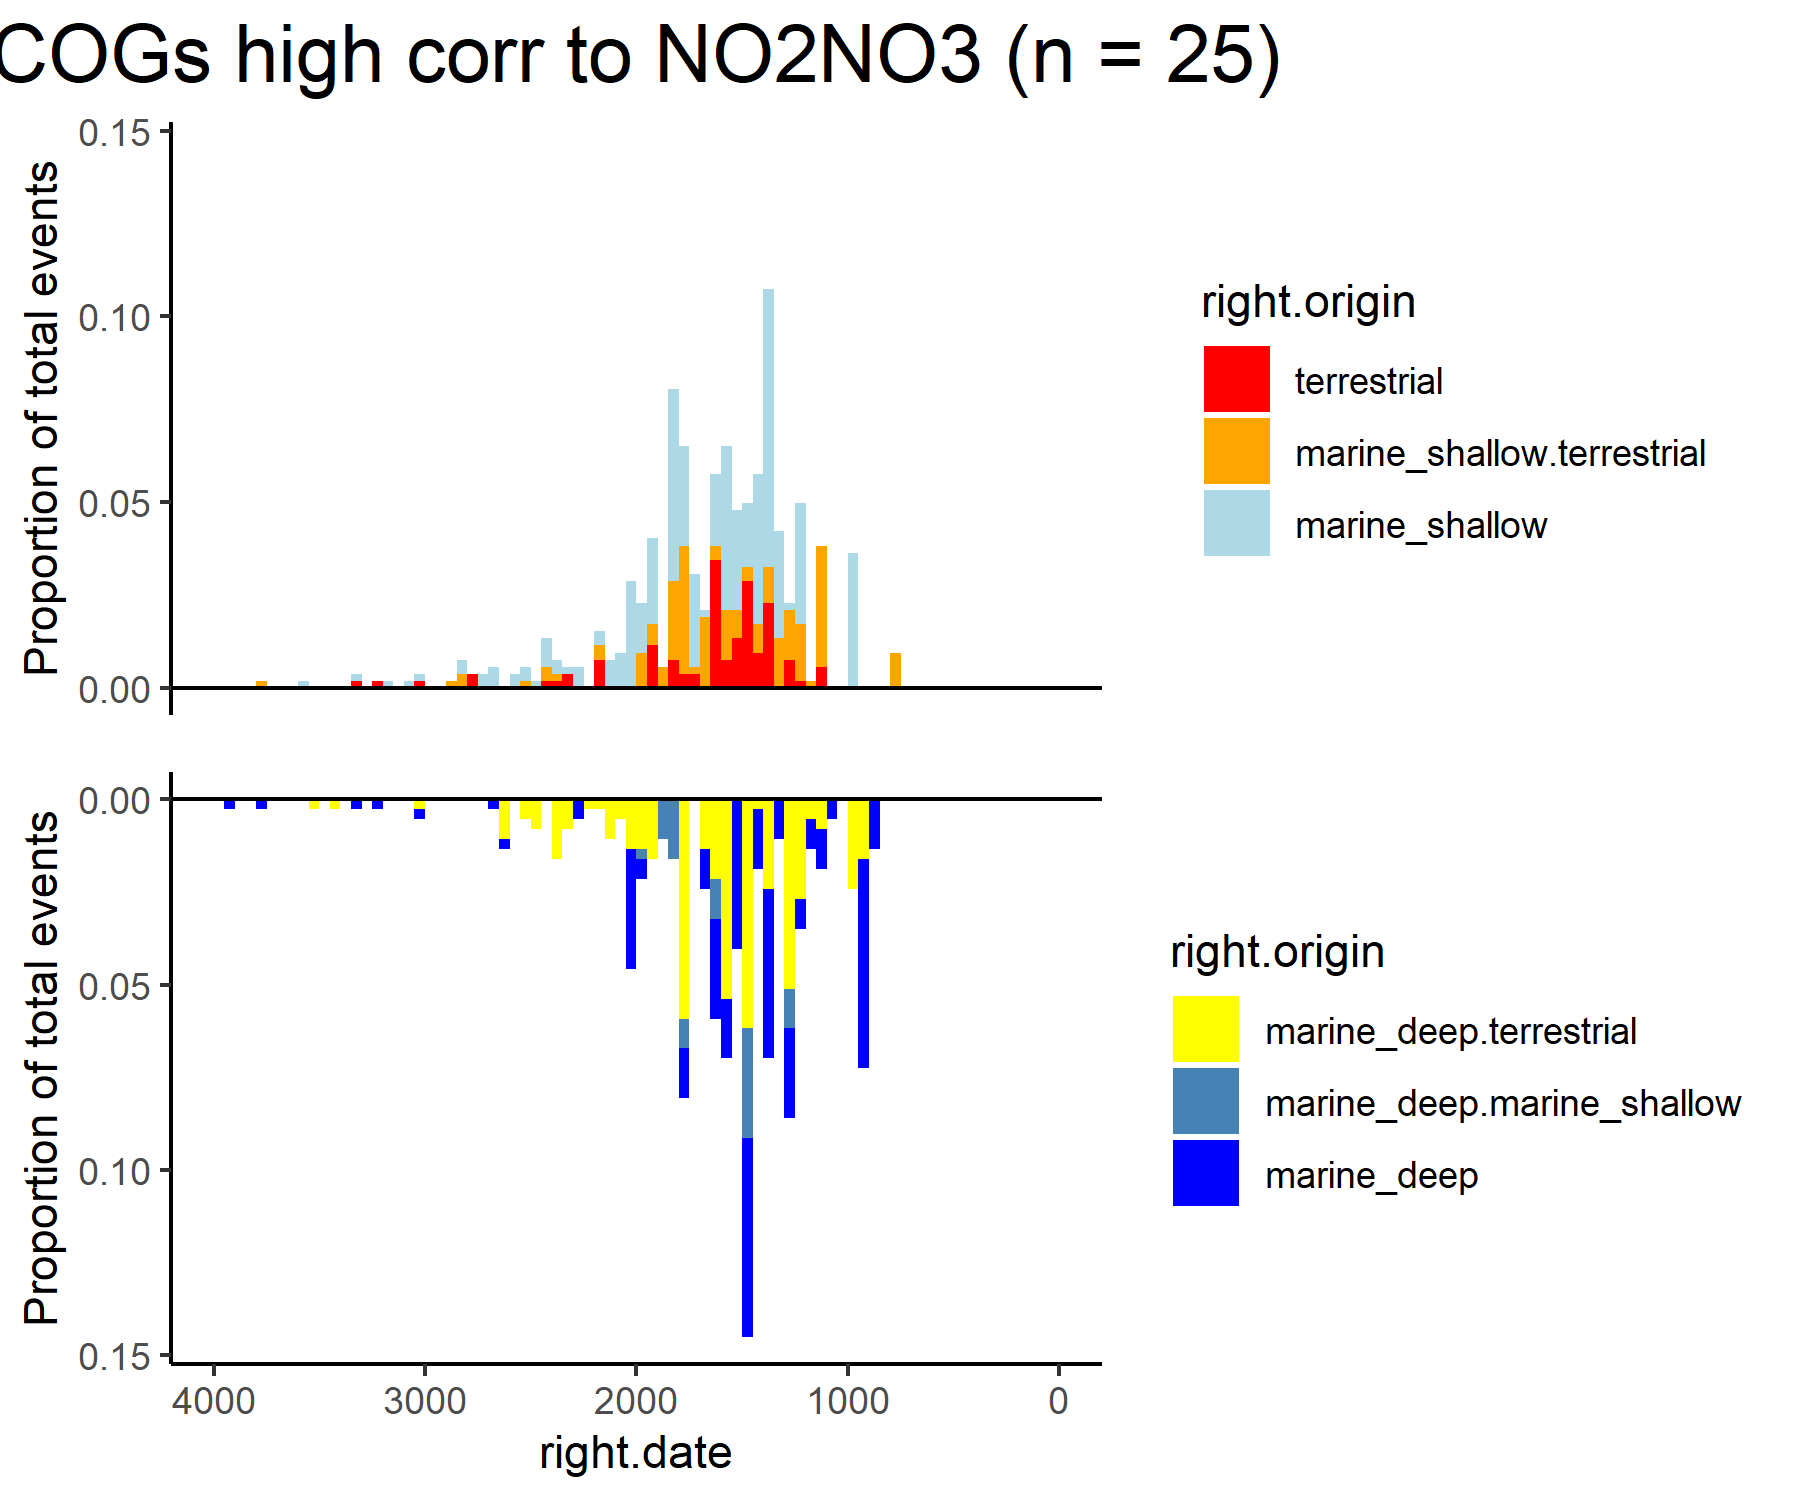 COGs high corr to NO2NO3 (n = 25)
0.15
0.10
0.05
0.00
Proportion of total events
right.origin
terrestrial
marine_shallow.terrestrial
marine_shallow
0.00
0.05
0.10
0.15
Proportion of total events
right.origin
marine_deep.terrestrial
marine_deep.marine_shallow
marine_deep
4000 3000 2000 1000 0
right.date